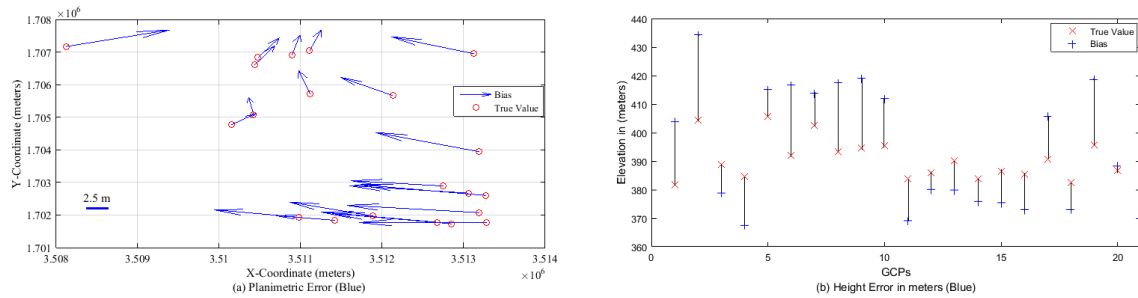 × 10⁶
1.708
1.707
1.706
1.705
1.704
1.703
1.702
1.701
Y-Coordinate (meters)
Bias
True Value
2.5 m
3.508
3.509
3.51
3.511
3.512
3.513
3.514
× 10⁶
X-Coordinate (meters)
(a) Planimetric Error (Blue)
440
430
420
410
400
390
380
370
360
Elevation in (meters)
True Value
Bias
0
5
10
15
20
GCPs
(b) Height Error in meters (Blue)